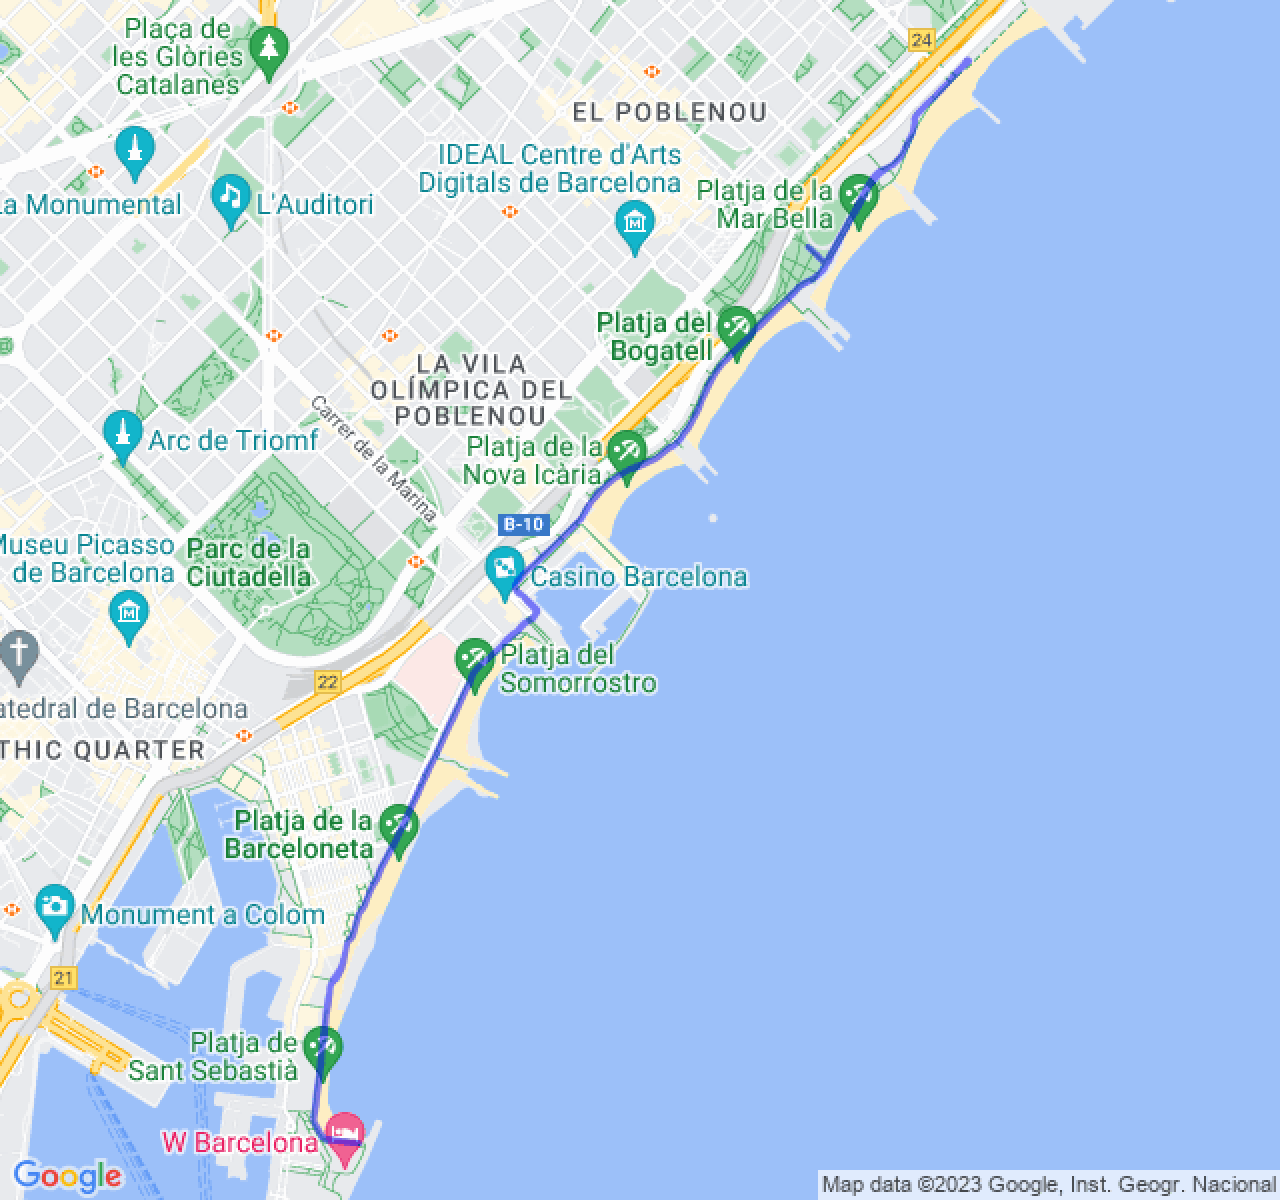 Plaça de
les Glòries
Catalanes
24
EL POBLENOU
IDEAL Centre d'Arts
Digitals de Barcelona
Platja de la
Mar Bella
La Monumental
L'Auditori
Platja del
Bogatell
LA VILA
OLÍMPICA DEL
POBLENOU
Carrer de la Marina
Arc de Triomf
Platja de la
Nova Icària
B-10
Museu Picasso
de Barcelona
Parc de la
Ciutadella
Casino Barcelona
Platja del
Somorrostro
22
atedral de Barcelona
THIC QUARTER
Platja de la
Barceloneta
Monument a Colom
21
Platja de
Sant Sebastià
W Barcelona
Google
Map data ©2023 Google, Inst. Geogr. Nacional